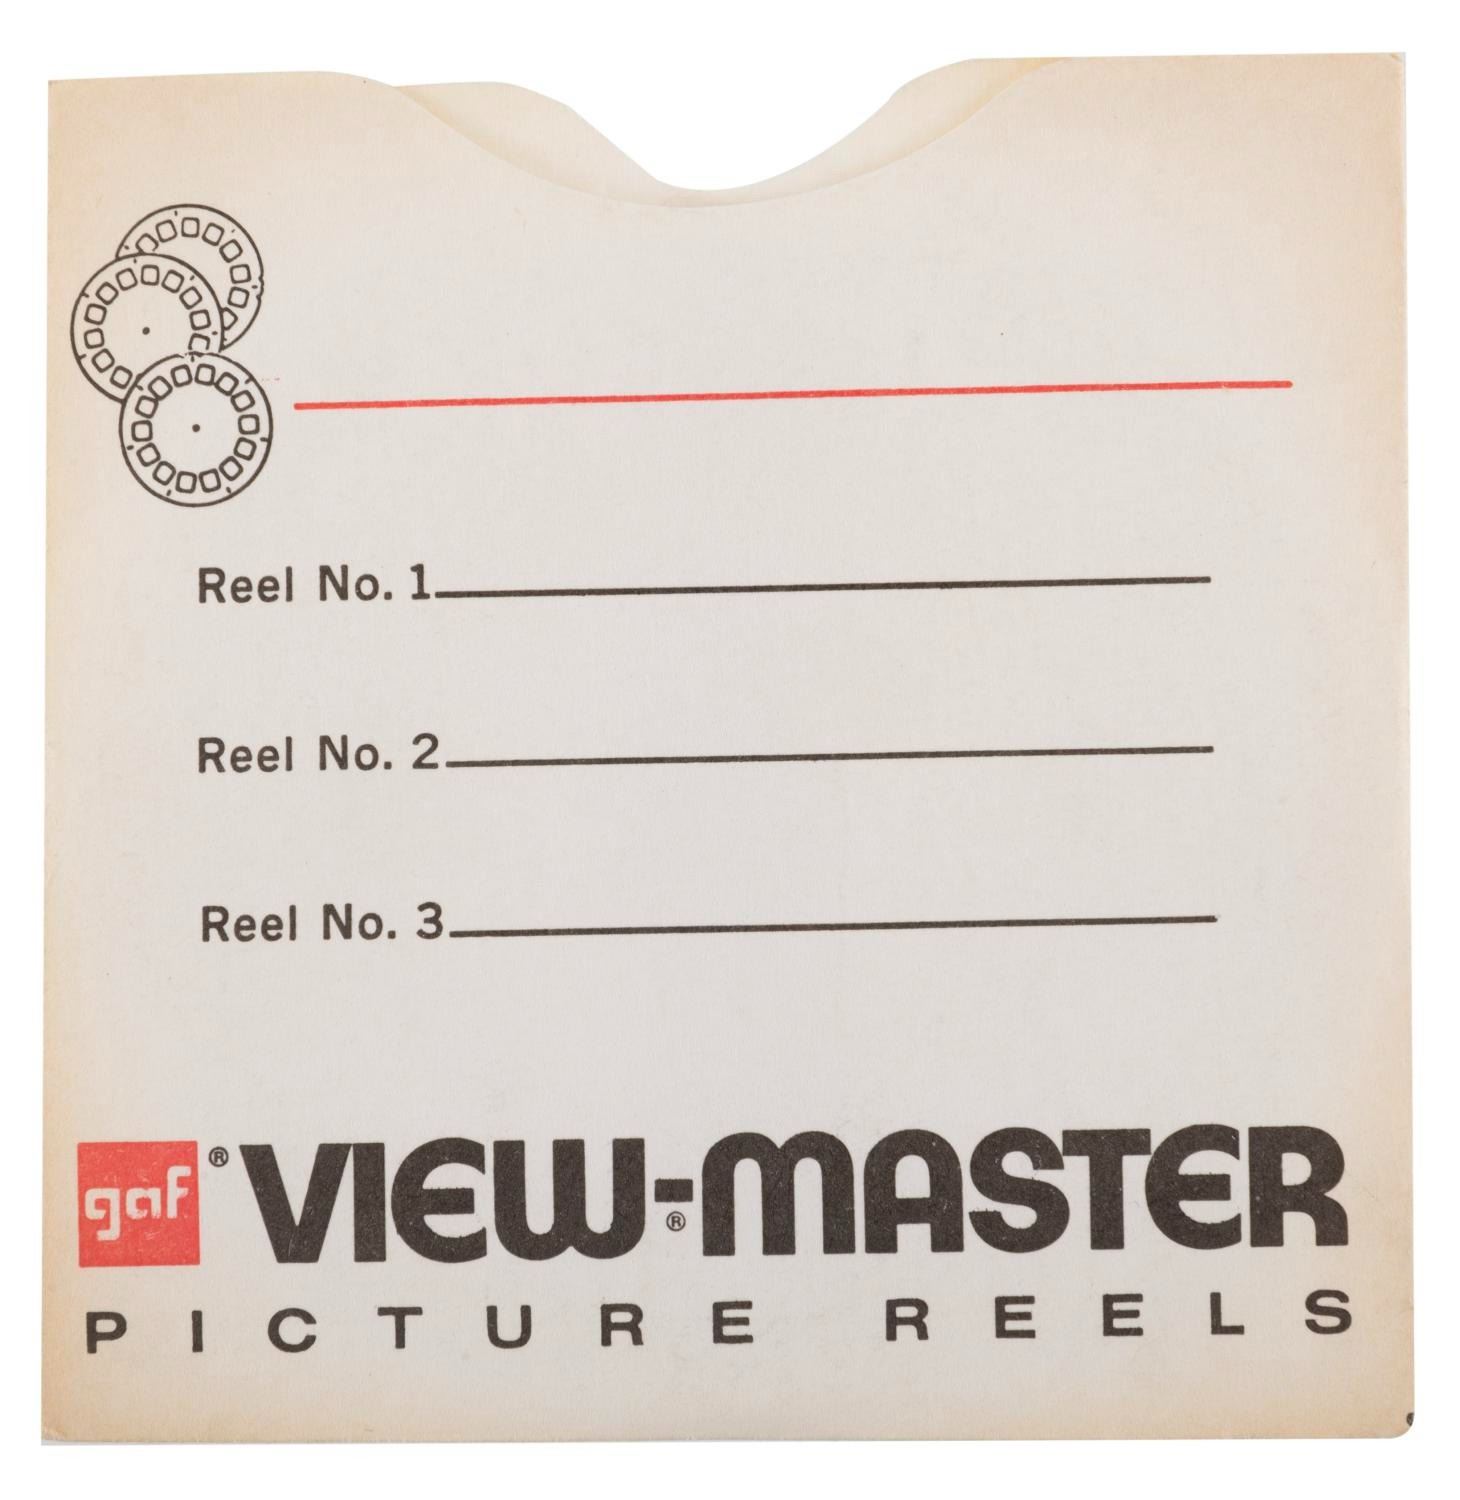 Reel No. 1
Reel No. 2
Reel No. 3
gaf® VIEW-MASTER®
PICTURE REELS